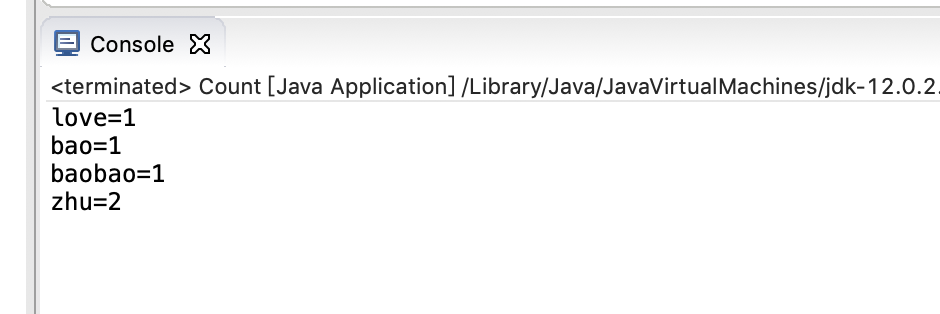 Console
<terminated> Count [Java Application] /Library/Java/JavaVirtualMachines/jdk-12.0.2.
love=1
bao=1
baobao=1
zhu=2